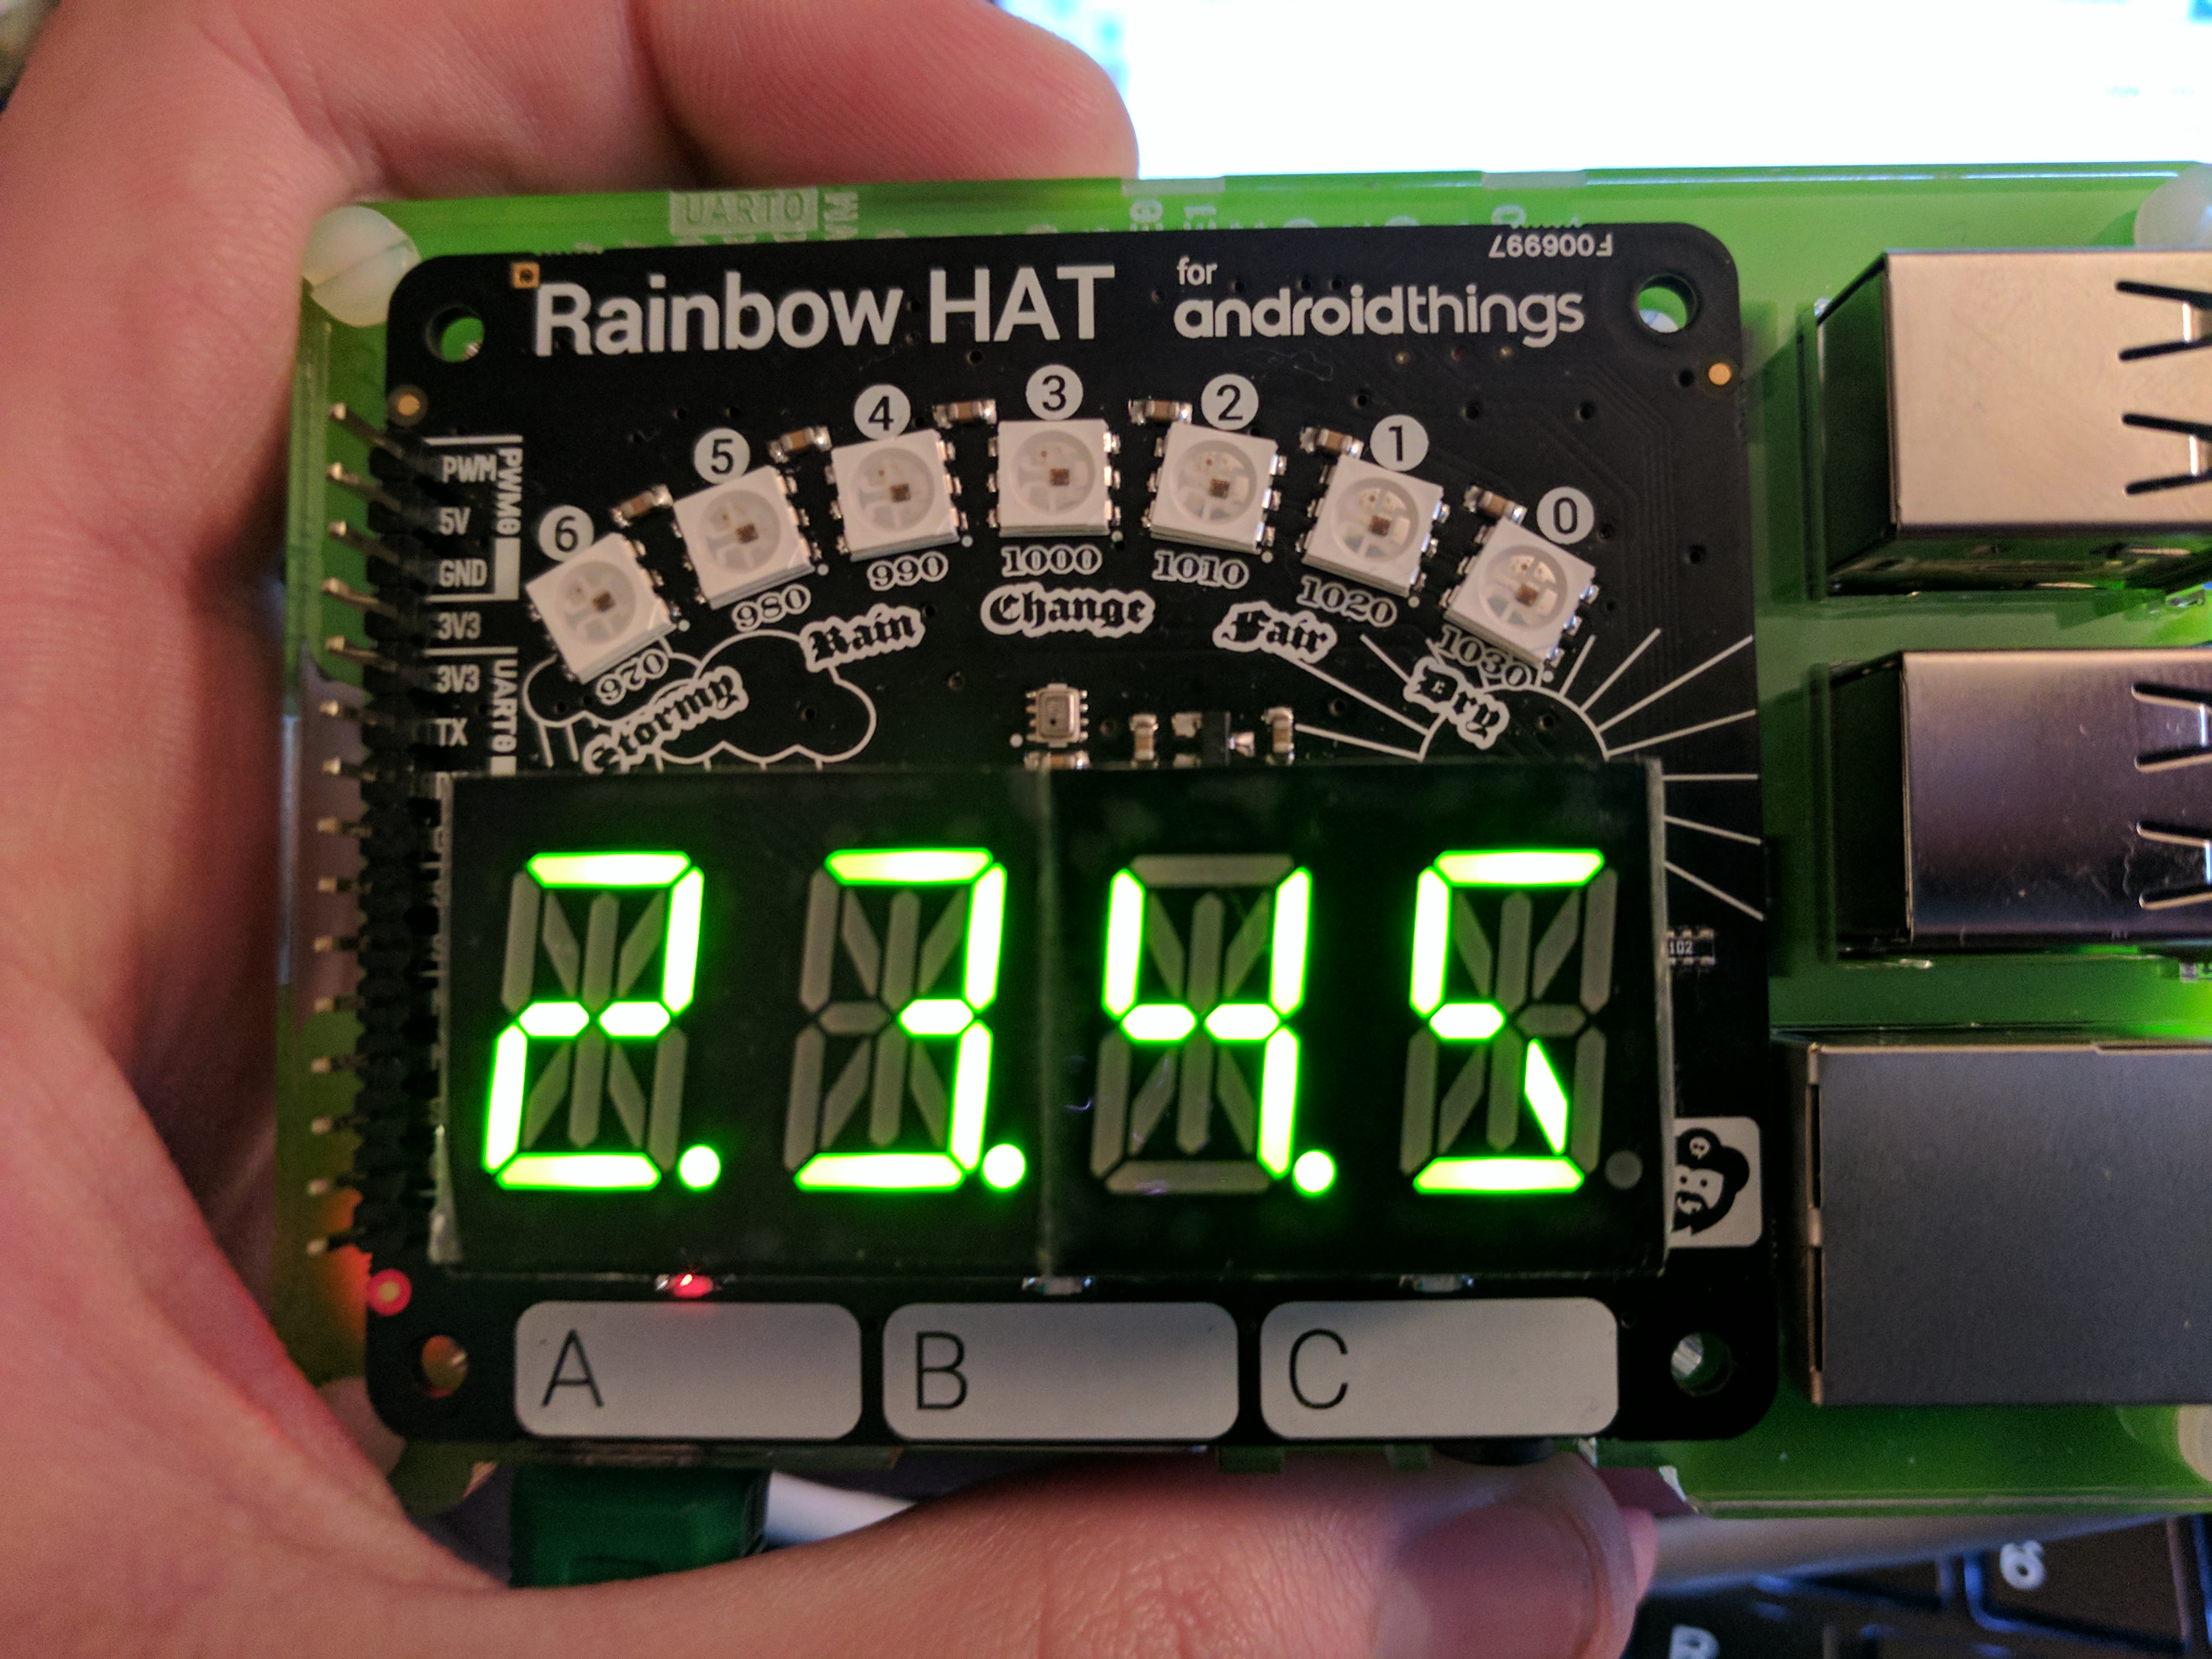 UART0
F006997
Rainbow HAT for androidthings
6 5 4 3 2 1 0
970 980 990 1000 1010 1020 1030
Stormy Rain Change Fair Dry
PWM
5V
GND
PWM0
3V3
3V3
TX
UART0
2.3.4.5
102
A B C